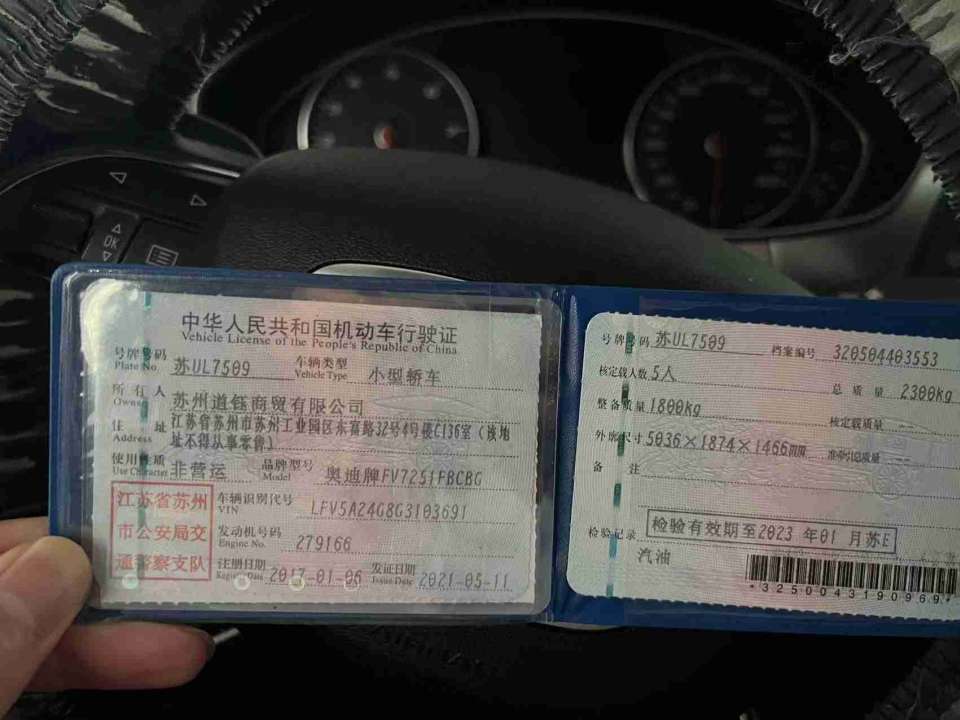 OK
中华人民共和国机动车行驶证
Vehicle License of the People's Republic of China
号牌号码 苏UL7509 车辆类型 小型轿车
Plate No. Vehicle Type
所有人 苏州道钰商贸有限公司
Owner
住址 江苏省苏州市苏州工业园区东富路32号4号楼C136室（该地
Address 址不得从事零售）
使用性质 非营运 品牌型号 奥迪牌FV7251FBCBG
Use Character Model
江苏省苏州
市公安局交
通警察支队
车辆识别代号 LFV5A24G8G3103691
VIN
发动机号码 279166
Engine No.
注册日期 2017-01-06 发证日期 2021-05-11
Register Date Issue Date
号牌号码 苏UL7509 档案编号 320504403553
核定载人数 5人 总质量 2300kg
整备质量 1800kg 核定载质量 --
外廓尺寸 5036×1874×1466mm 准牵引总质量 --
备注
检验记录 检验有效期至2023年01月苏E
汽油
*3250043190969*